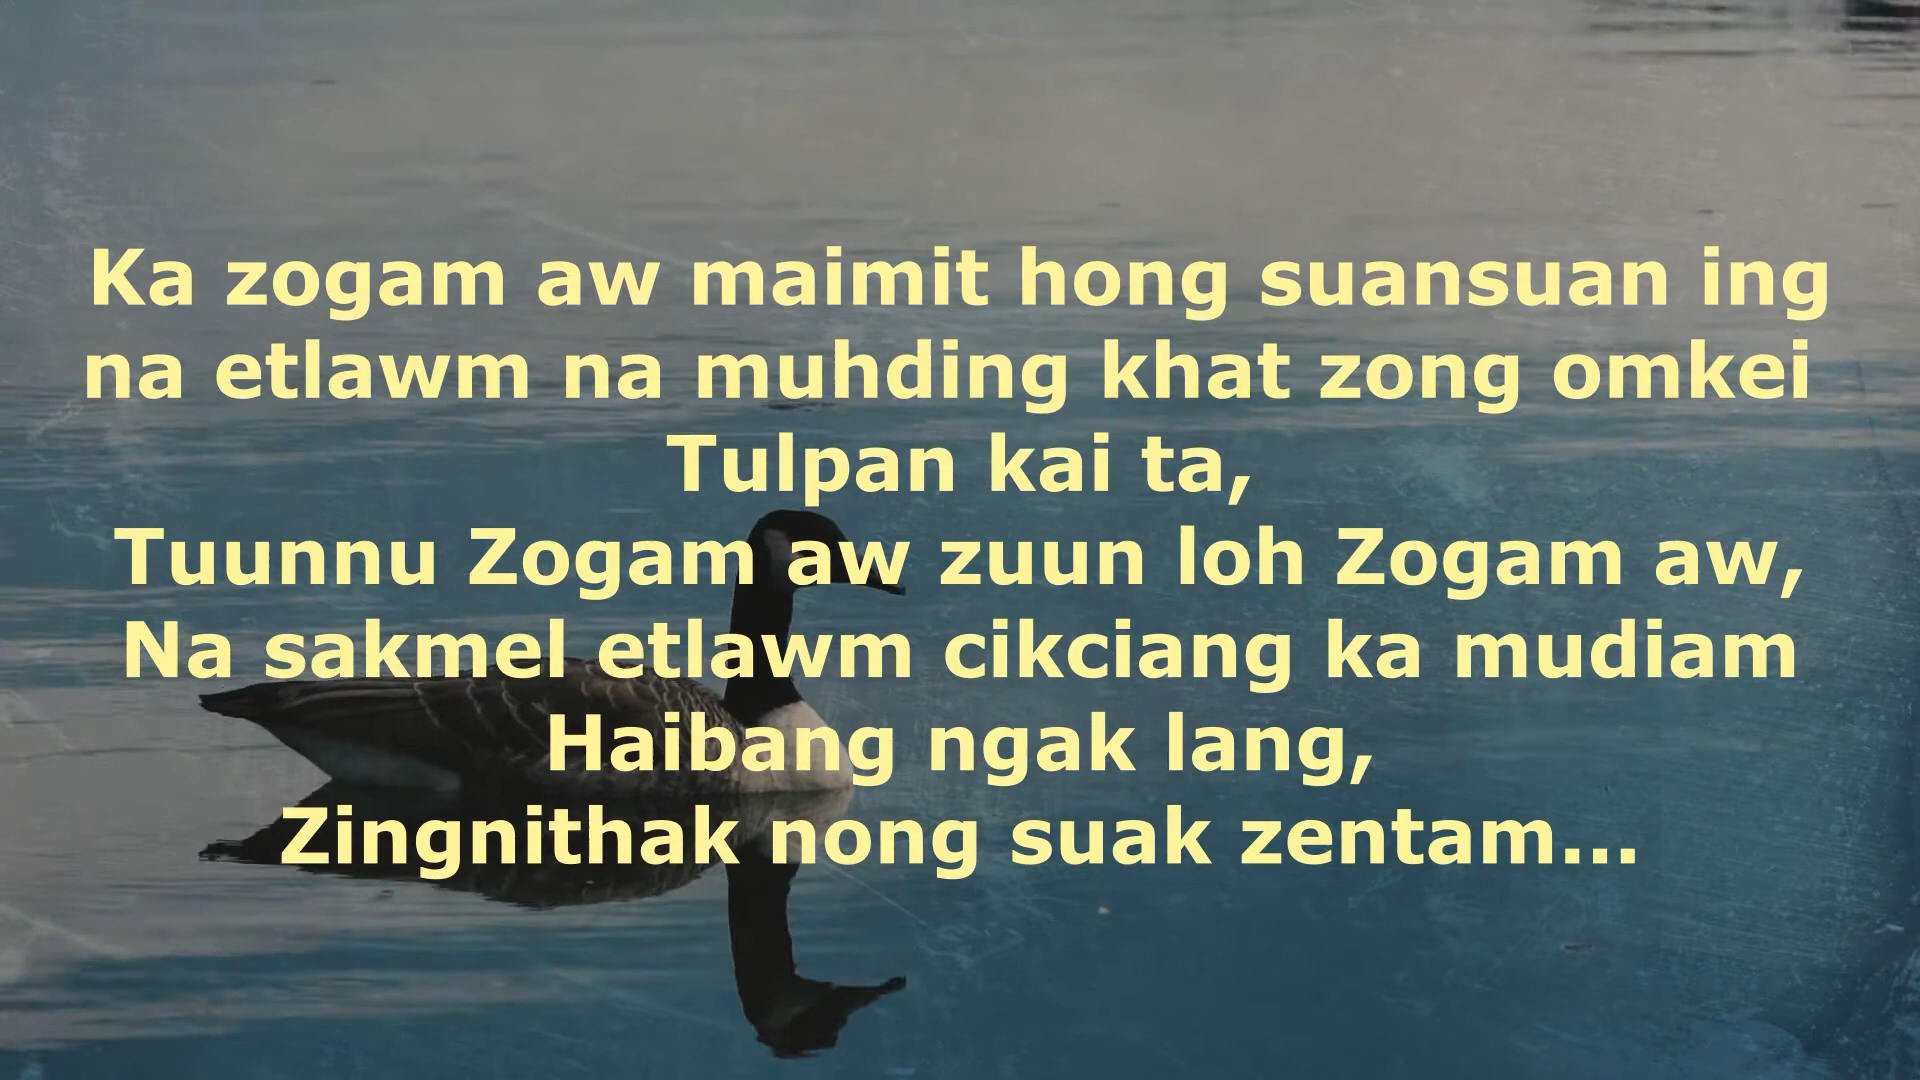 Ka zogam aw maimit hong suansuan ing
na etlawm na muhding khat zong omkei
Tulpan kai ta,
Tuunnu Zogam aw zuun loh Zogam aw,
Na sakmel etlawm cikciang ka mudiam
Haibang ngak lang,
Zingnithak nong suak zentam...